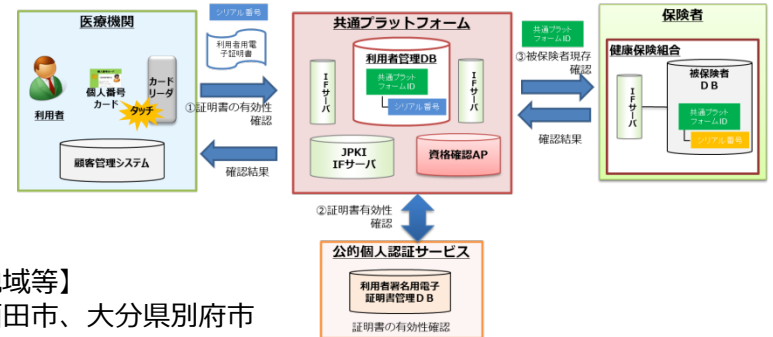 医療機関
シリアル番号
利用者用電
子証明書
利用者
個人番号
カード
カード
リーダ
タッチ
顧客管理システム
①証明書の有効性
確認
確認結果
共通プラットフォーム
IFサーバ
利用者管理DB
共通プラット
フォームID
シリアル番号
IFサーバ
JPKI
IFサーバ
資格確認AP
共通プラット
フォームID
③被保険者現存
確認
確認結果
保険者
健康保険組合
IFサーバ
被保険者
DB
共通プラット
フォームID
シリアル番号
②証明書有効性
確認
公的個人認証サービス
利用者署名用電子
証明書管理DB
証明書の有効性確認
域等】
田市、大分県別府市